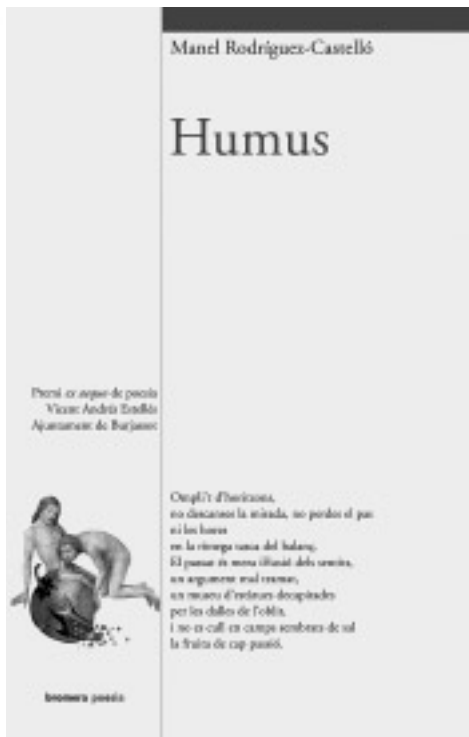 Manel Rodríguez-Castelló
Humus
Premi ex aequo de poesia
Vicent Andrés Estellés
Ajuntament de Burjassot
Ompli't d'horitzons,
no descanses la mirada, no perdes el pas
ni les hores
en la rònega del balanç.
El passat és mera il·lusió dels sentits,
un argument mal tramat,
un museu d'estàtues decapitades
per les dalles de l'oblit,
i no es cull en camps sembrats de sal
la fruita de cap passió.
bromera poesia